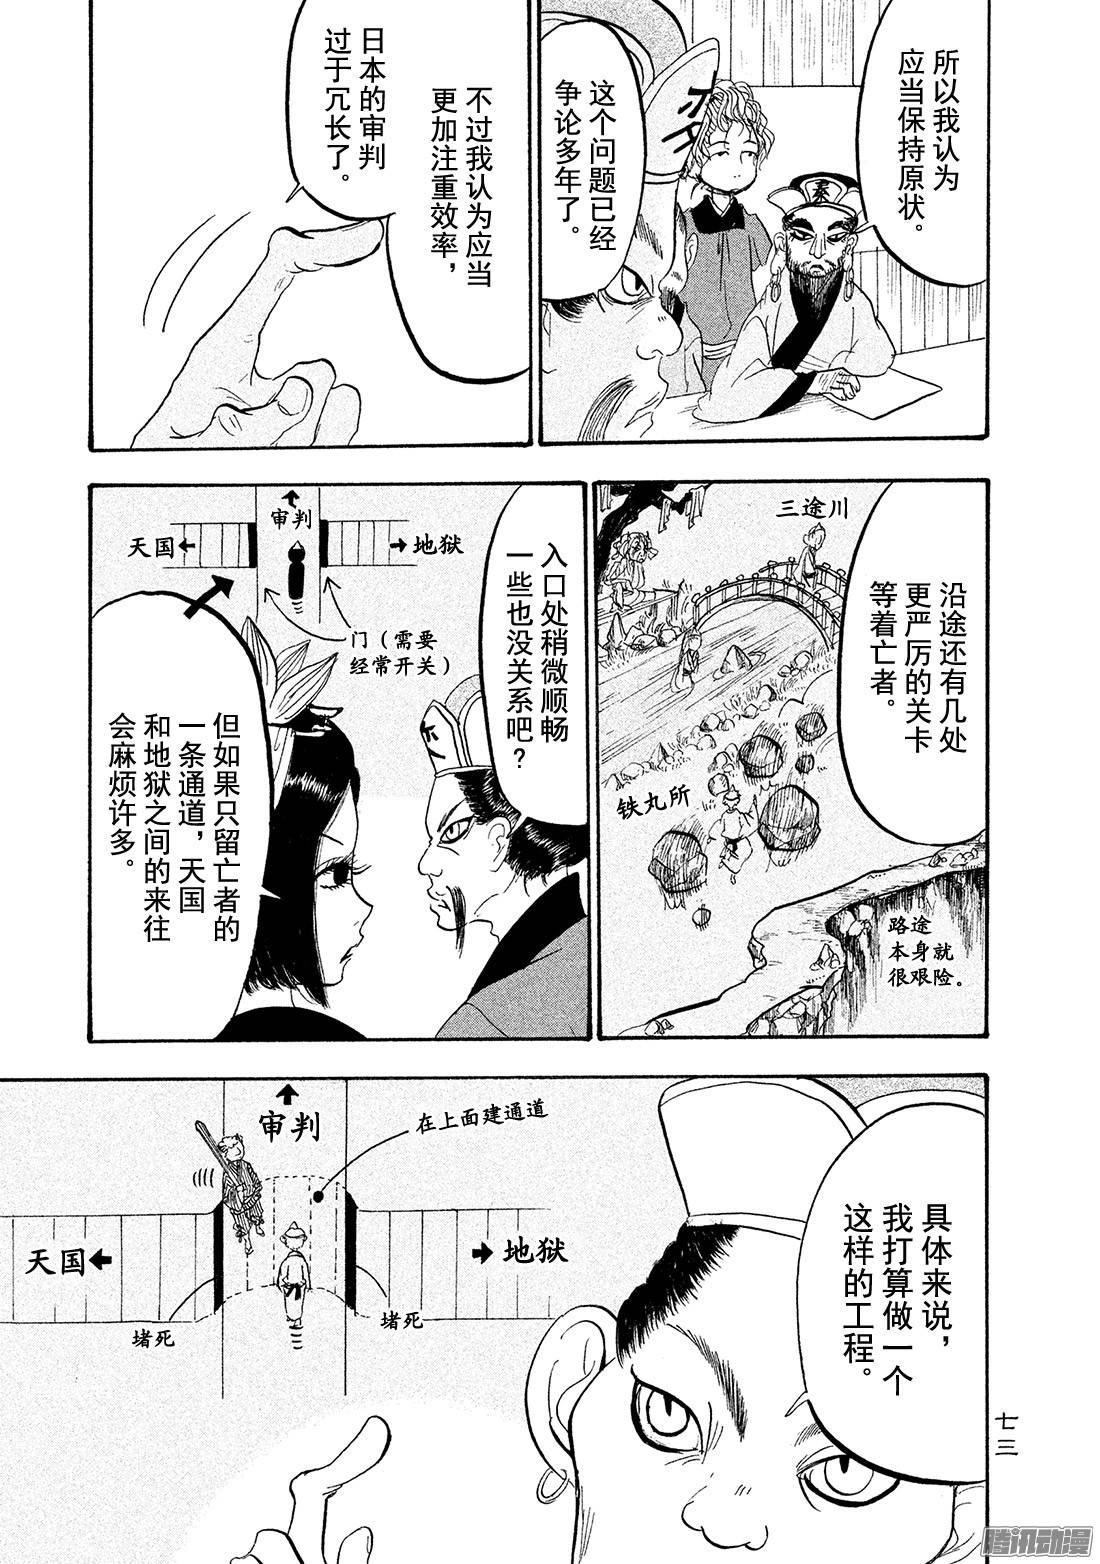 所以我认为
应当保持原状。
秦
这个问题已经
争论多年了。
不过我认为应当
更加注重效率，
日本的审判
过于冗长了。
三途川
沿途还有几处
更严厉的关卡
等着亡者。
铁丸所
路途
本身就
很艰险。
入口处稍微顺畅
一些也没关系吧？
审判
天国
地狱
门（需要
经常开关）
但如果只留亡者的
一条通道，天国
和地狱之间的来往
会麻烦许多。
具体来说，
我打算做一个
这样的工程。
审判
在上面建通道
天国
地狱
堵死
堵死
七三
腾讯动漫